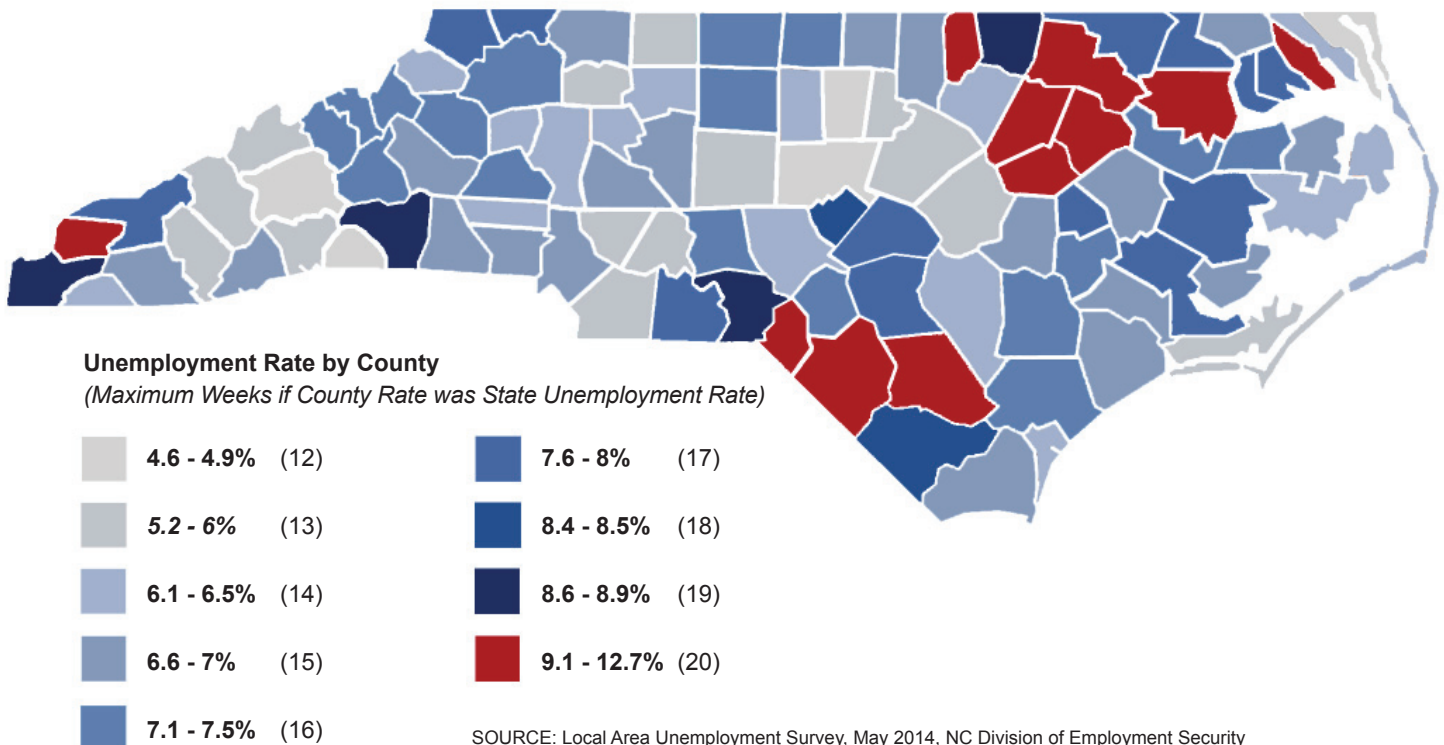 Unemployment Rate by County
(Maximum Weeks if County Rate was State Unemployment Rate)
4.6 - 4.9% (12)
5.2 - 6% (13)
6.1 - 6.5% (14)
6.6 - 7% (15)
7.1 - 7.5% (16)
7.6 - 8% (17)
8.4 - 8.5% (18)
8.6 - 8.9% (19)
9.1 - 12.7% (20)
SOURCE: Local Area Unemployment Survey, May 2014, NC Division of Employment Security